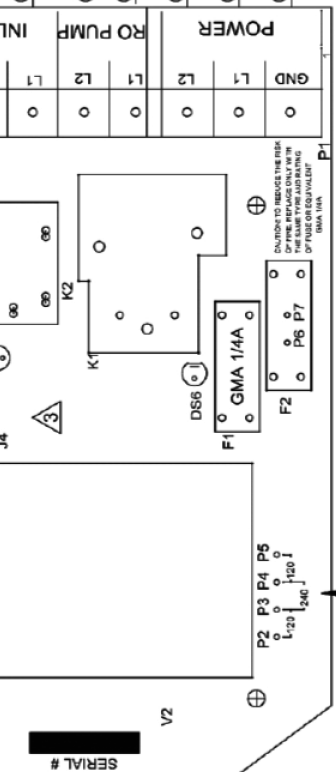 INL
RO PUMP
POWER
L1
L2
L1
L2
L1
GND
P1
CAUTION! TO REDUCE THE RISK
OF FIRE, REPLACE ONLY WITH
THE SAME TYPE AND RATING
OF FUSE OR EQUIVALENT
GMA 1/4A
K2
K1
P6 P7
F2
GMA 1/4A
F1
DS6
3
J4
P2 P3 P4 P5
120
120
240
V2
SERIAL #